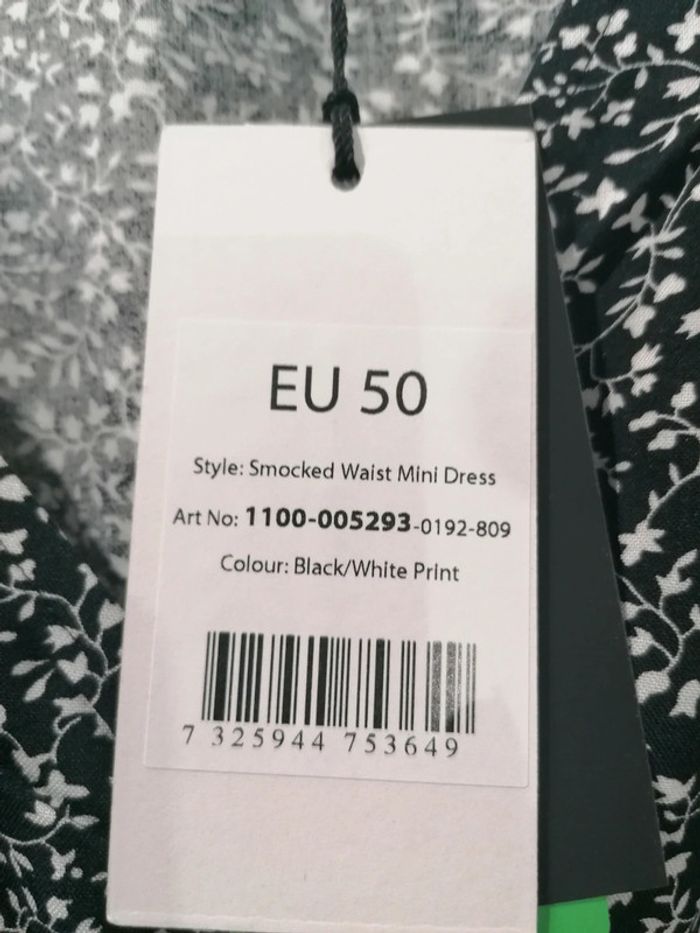 EU 50
Style: Smocked Waist Mini Dress
Art No: 1100-005293-0192-809
Colour: Black/White Print
7 325944 753649